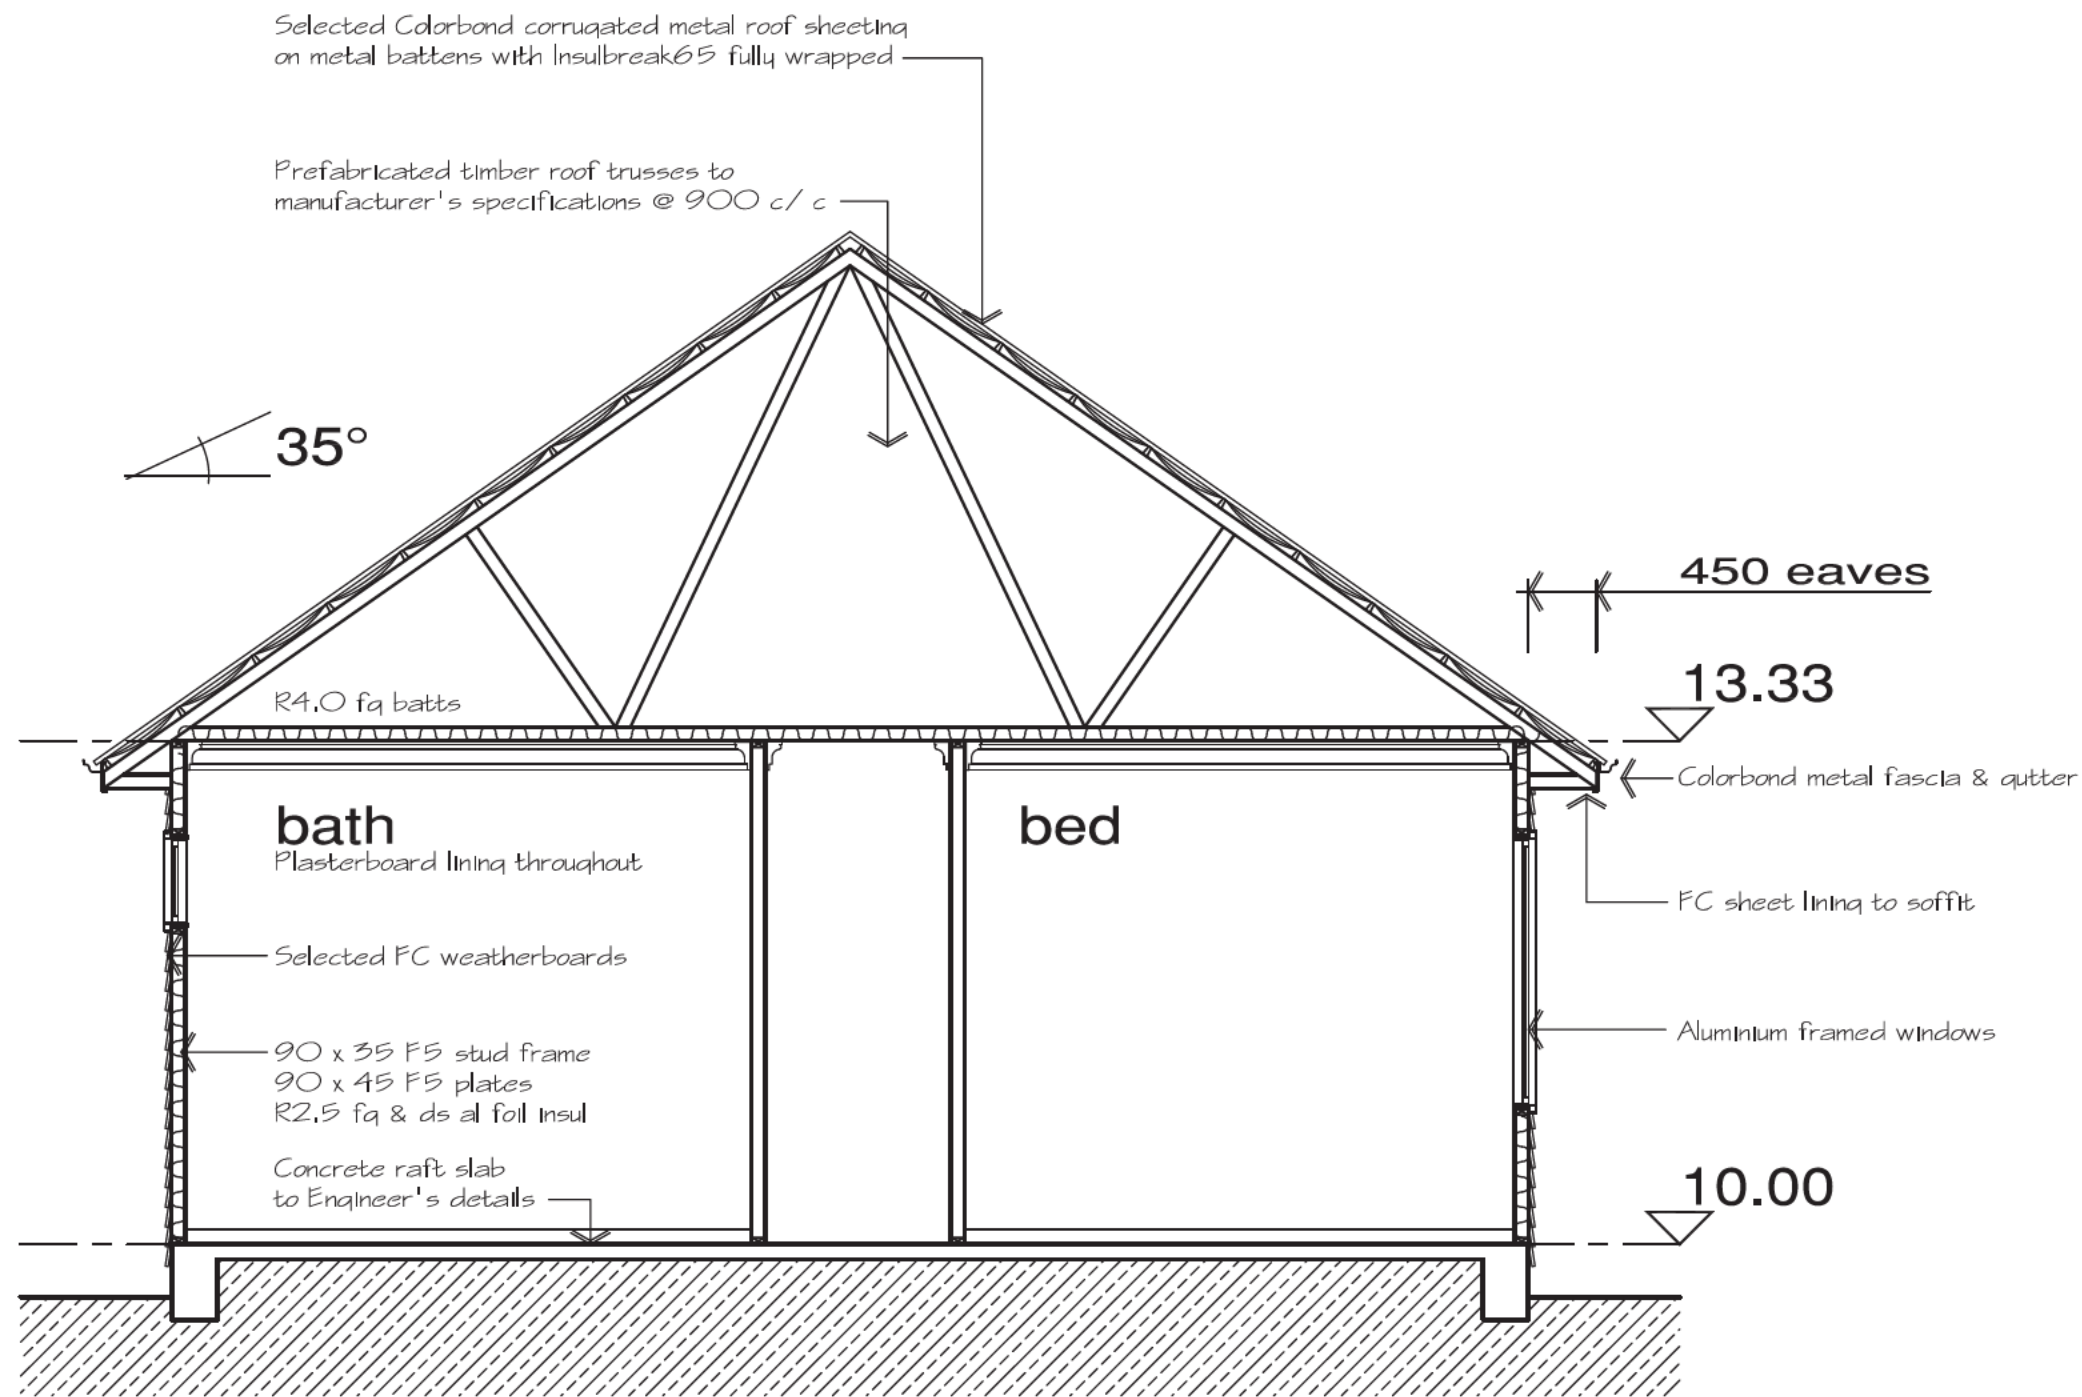 Selected Colorbond corrugated metal roof sheeting
on metal battens with Insulbreak65 fully wrapped
Prefabricated timber roof trusses to
manufacturer's specifications @ 900 c/ c
35°
450 eaves
13.33
R4.0 fg batts
Colorbond metal fascia & gutter
bath
bed
Plasterboard lining throughout
FC sheet lining to soffit
Selected FC weatherboards
Aluminium framed windows
90 x 35 F5 stud frame
90 x 45 F5 plates
R2.5 fg & ds al foil insul
Concrete raft slab
to Engineer's details
10.00